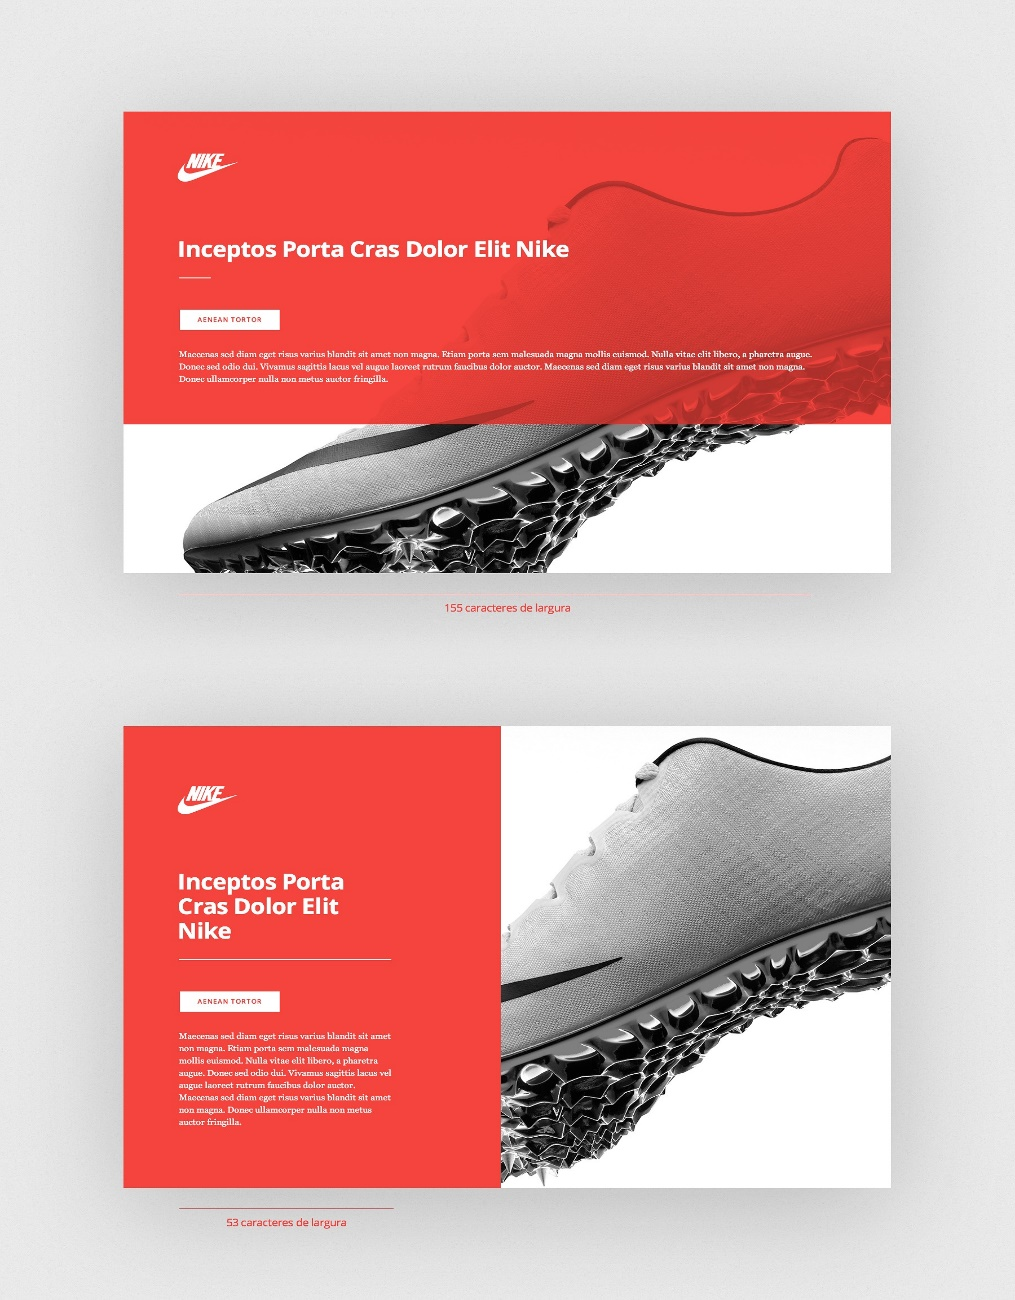 NIKE
Inceptos Porta Cras Dolor Elit Nike
AENEAN TORTOR
Maecenas sed diam eget risus varius blandit sit amet non magna. Etiam porta sem malesuada magna mollis euismod. Nulla vitae elit libero, a pharetra augue.
Donec sed odio dui. Vivamus sagittis lacus vel augue laoreet rutrum faucibus dolor auctor. Maecenas sed diam eget risus varius blandit sit amet non magna.
Donec ullamcorper nulla non metus auctor fringilla.
155 caracteres de largura
NIKE
Inceptos Porta
Cras Dolor Elit
Nike
AENEAN TORTOR
Maecenas sed diam eget risus varius blandit sit amet
non magna. Etiam porta sem malesuada magna
mollis euismod. Nulla vitae elit libero, a pharetra
augue. Donec sed odio dui. Vivamus sagittis lacus vel
augue laoreet rutrum faucibus dolor auctor.
Maecenas sed diam eget risus varius blandit sit amet
non magna. Donec ullamcorper nulla non metus
auctor fringilla.
53 caracteres de largura